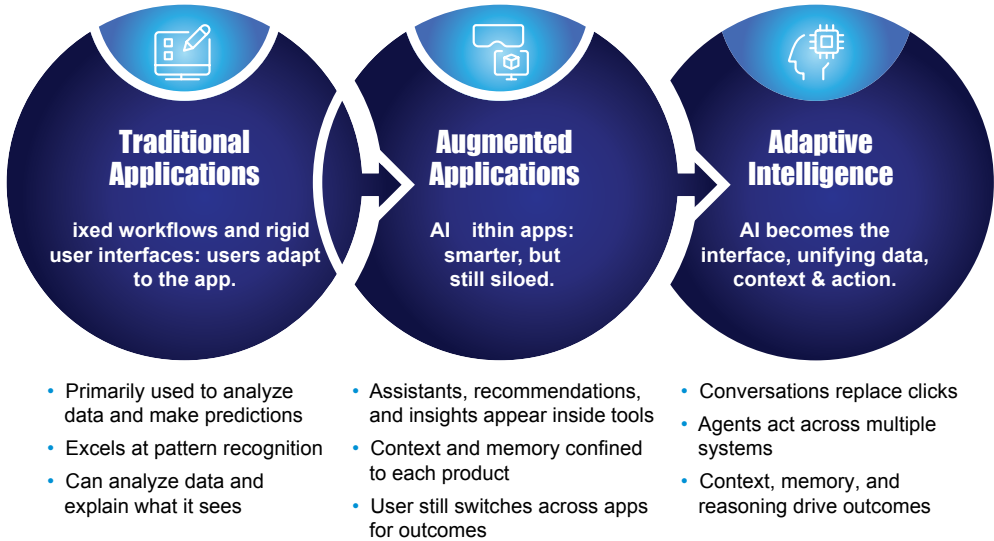 Traditional
Applications
ixed workflows and rigid
user interfaces: users adapt
to the app.
• Primarily used to analyze
data and make predictions
• Excels at pattern recognition
• Can analyze data and
explain what it sees
Augmented
Applications
AI ithin apps:
smarter, but
still siloed.
• Assistants, recommendations,
and insights appear inside tools
• Context and memory confined
to each product
• User still switches across apps
for outcomes
Adaptive
Intelligence
AI becomes the
interface, unifying data,
context & action.
• Conversations replace clicks
• Agents act across multiple
systems
• Context, memory, and
reasoning drive outcomes